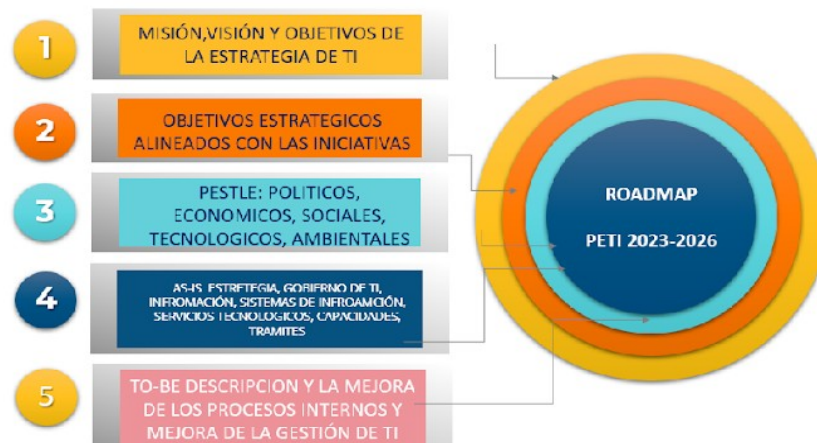 1
MISIÓN,VISIÓN Y OBJETIVOS DE
LA ESTRATEGIA DE TI
2
OBJETIVOS ESTRATEGICOS
ALINEADOS CON LAS INICIATIVAS
3
PESTLE: POLITICOS,
ECONOMICOS, SOCIALES,
TECNOLOGICOS, AMBIENTALES
4
AS-IS ESTRETEGIA, GOBIERNO DE TI,
INFROMACIÓN, SISTEMAS DE INFROAMCIÓN,
SERVICIOS TECNOLOGICOS, CAPACIDADES,
TRAMITES
5
TO-BE DESCRIPCION Y LA MEJORA
DE LOS PROCESOS INTERNOS Y
MEJORA DE LA GESTIÓN DE TI
ROADMAP
PETI 2023-2026